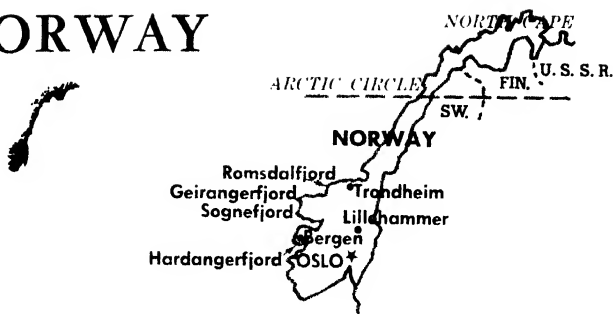 ORWAY
NORTH CAPE
U. S. S. R.
FIN.
ARCTIC CIRCLE
SW.
NORWAY
Romsdalfjord
Trondheim
Geirangerfjord
Sognefjord
Lillehammer
Bergen
Hardangerfjord
OSLO